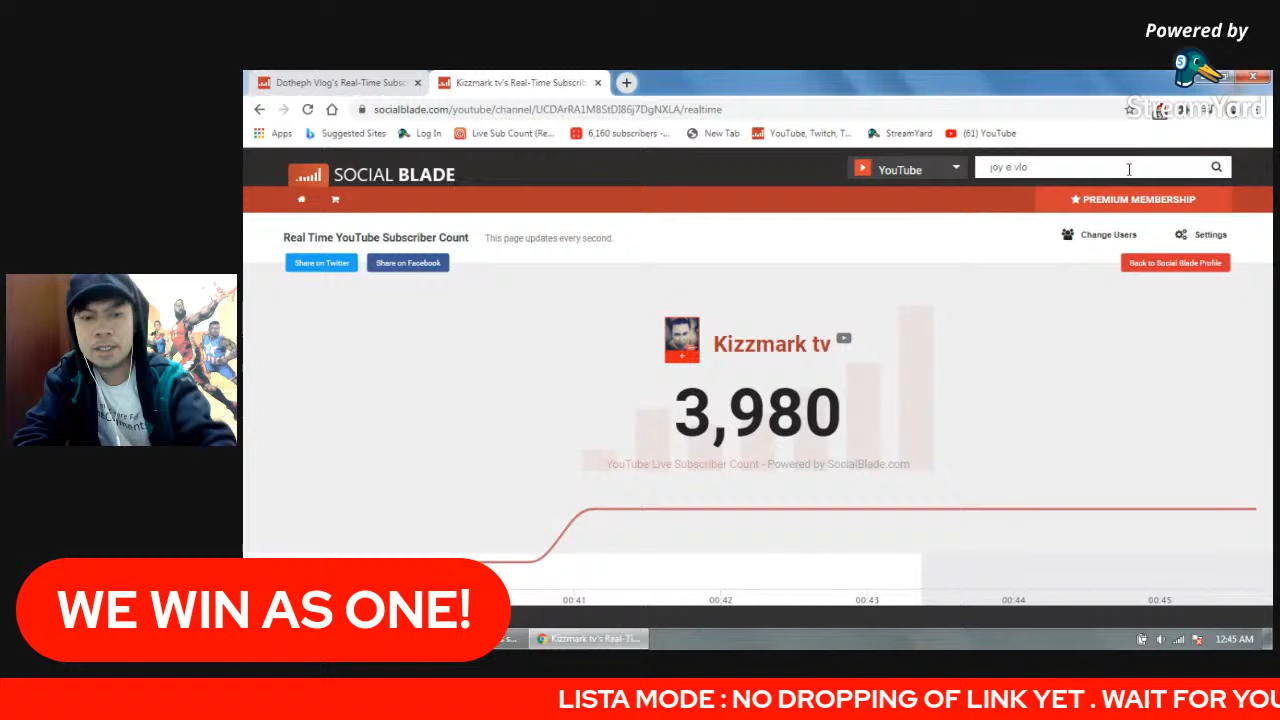 Powered by
StreamYard
Dotheph Vlog's Real-Time Subsc
Kizzmark tv's Real-Time Subscrib
socialblade.com/youtube/channel/UCDArRA1M8StDI86j7DgNXLA/realtime
Apps
Suggested Sites
Log In
Live Sub Count (Re...
6,160 subscribers -...
New Tab
YouTube, Twitch, T...
StreamYard
(61) YouTube
SOCIAL BLADE
YouTube
joy e vlo
PREMIUM MEMBERSHIP
Real Time YouTube Subscriber Count
This page updates every second.
Change Users
Settings
Share on Twitter
Share on Facebook
Back to Social Blade Profile
Kizzmark tv
3,980
YouTube Live Subscriber Count - Powered by SocialBlade.com
00:41
00:42
00:43
00:44
00:45
WE WIN AS ONE!
Kizzmark tv's Real-Ti...
12:45 AM
LISTA MODE : NO DROPPING OF LINK YET . WAIT FOR YOU